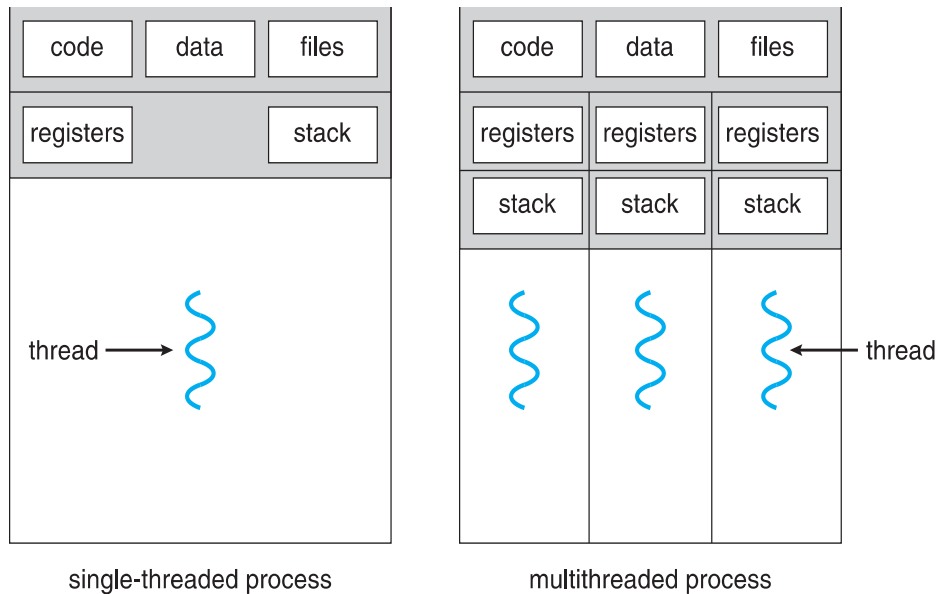 code data files
registers stack
thread
single-threaded process
code data files
registers registers registers
stack stack stack
thread
multithreaded process